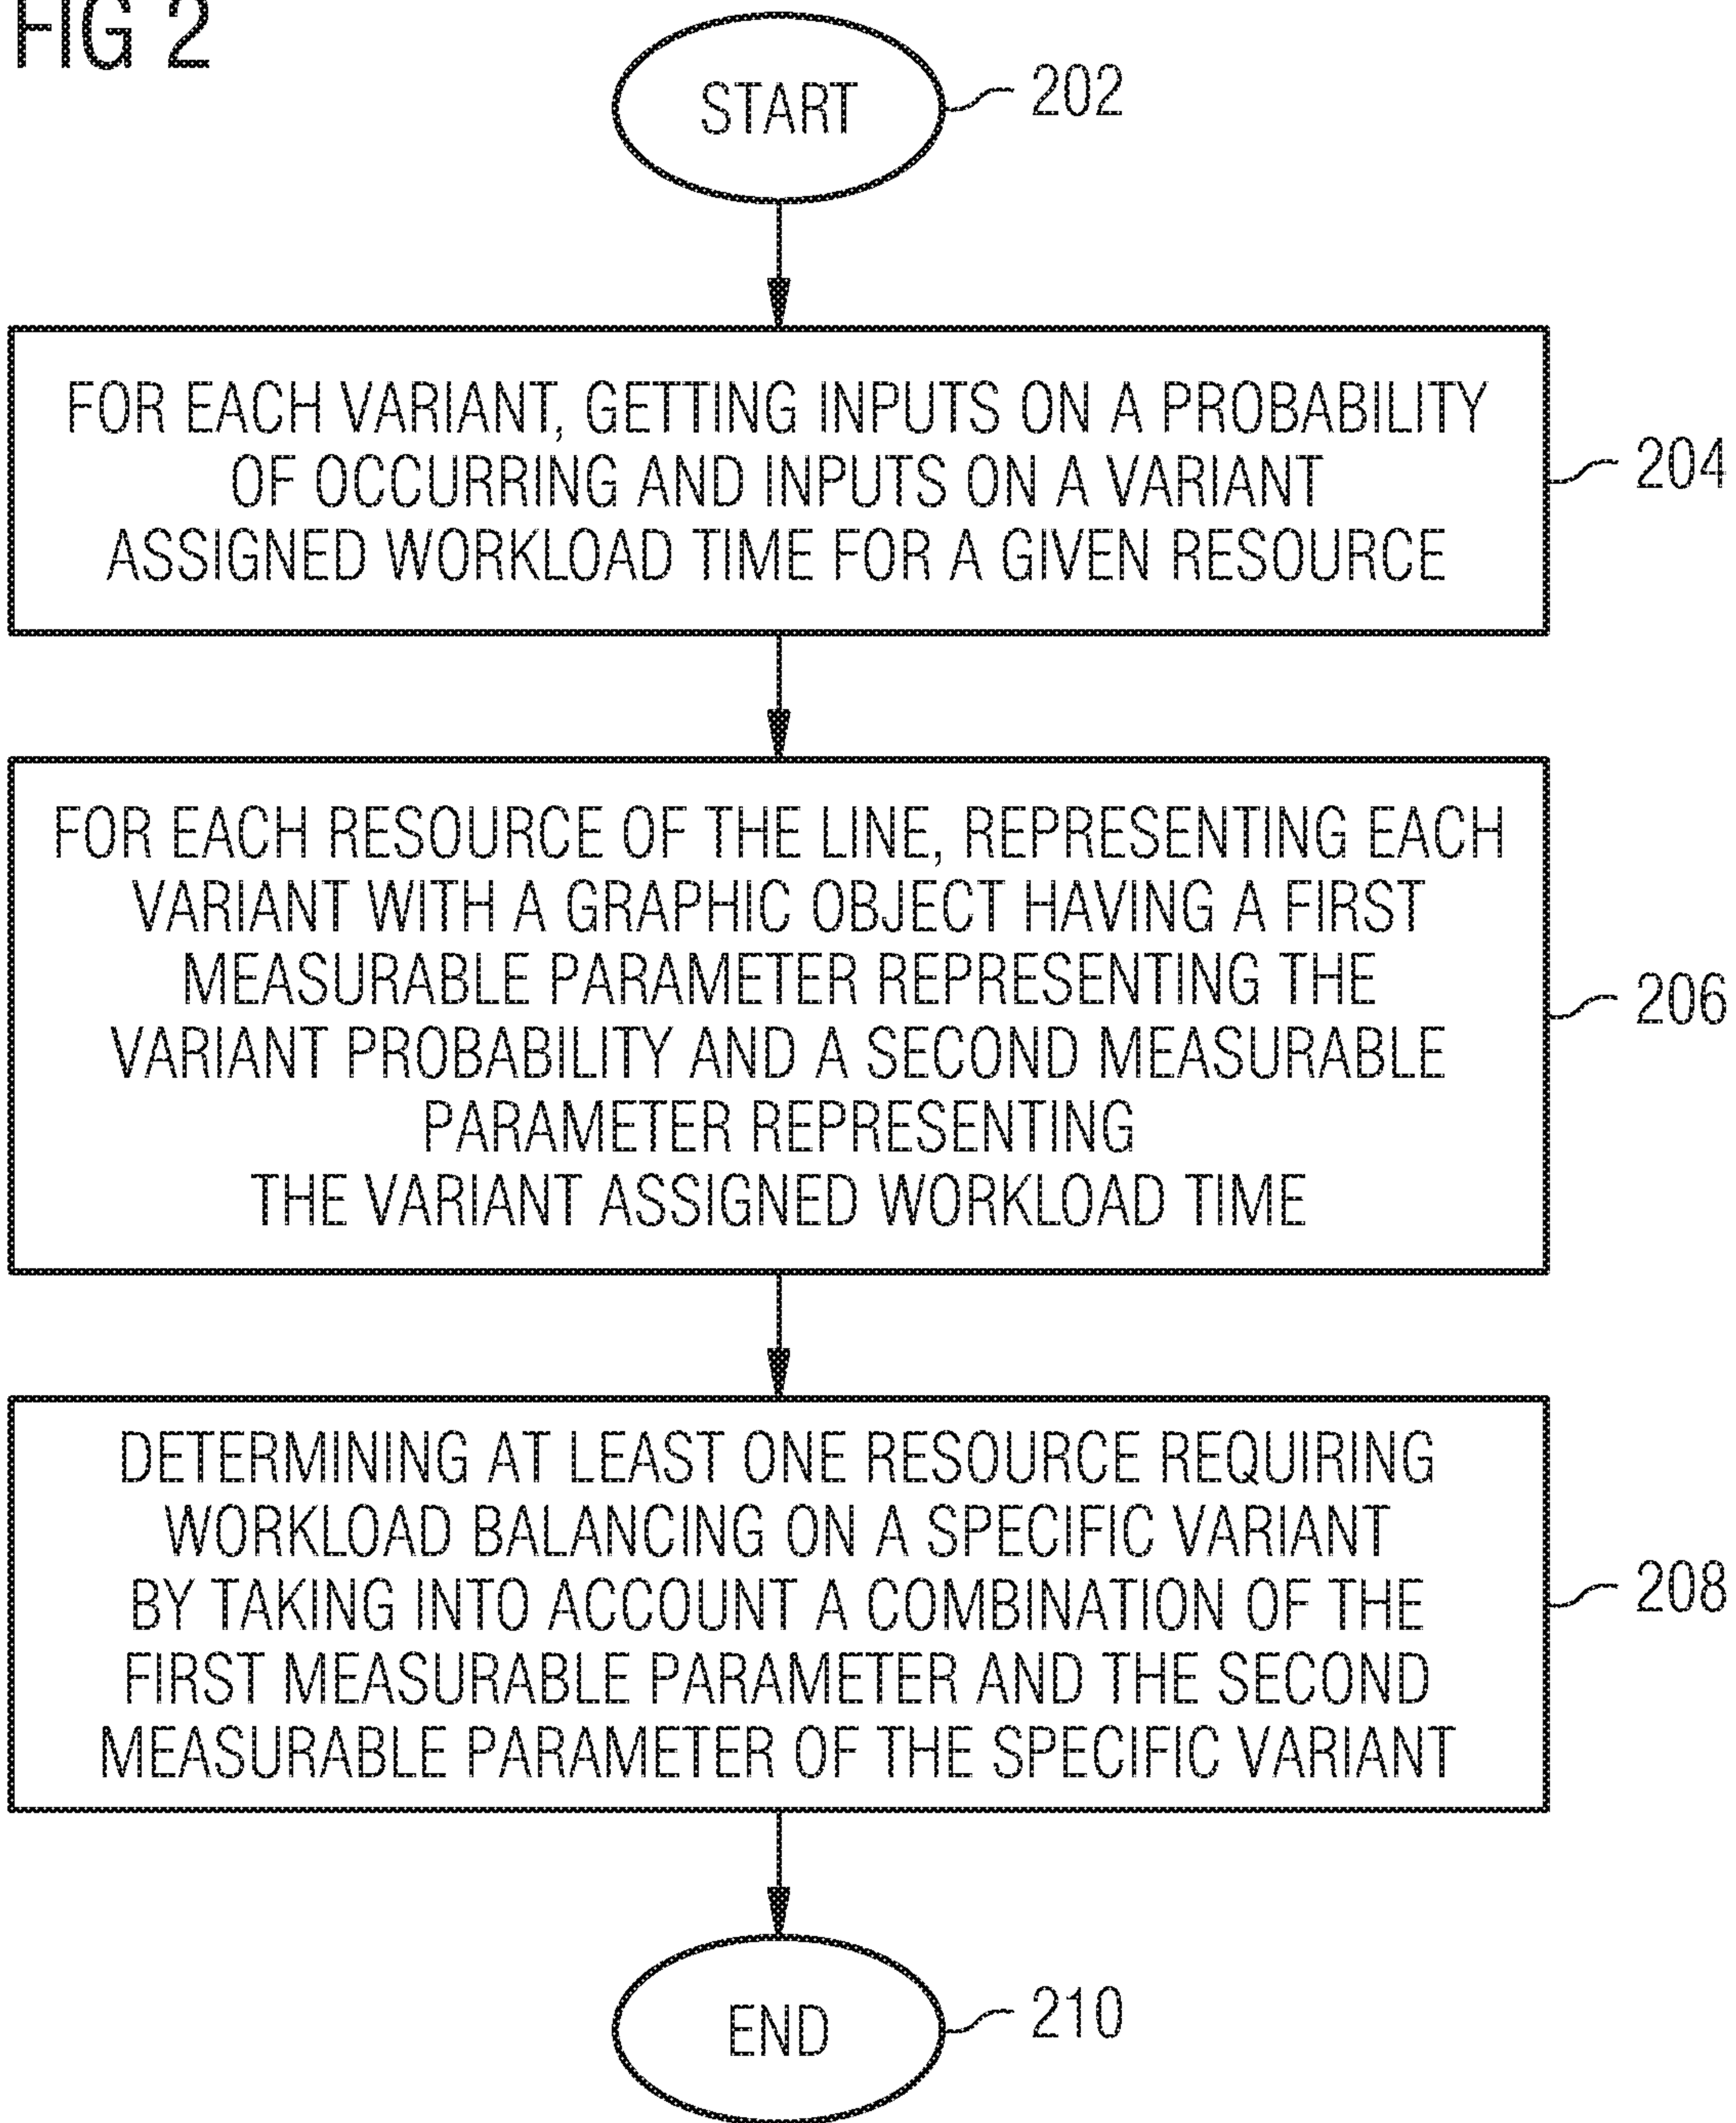 FIG 2
START
202
FOR EACH VARIANT, GETTING INPUTS ON A PROBABILITY
OF OCCURRING AND INPUTS ON A VARIANT
ASSIGNED WORKLOAD TIME FOR A GIVEN RESOURCE
204
FOR EACH RESOURCE OF THE LINE, REPRESENTING EACH
VARIANT WITH A GRAPHIC OBJECT HAVING A FIRST
MEASURABLE PARAMETER REPRESENTING THE
VARIANT PROBABILITY AND A SECOND MEASURABLE
PARAMETER REPRESENTING
THE VARIANT ASSIGNED WORKLOAD TIME
206
DETERMINING AT LEAST ONE RESOURCE REQUIRING
WORKLOAD BALANCING ON A SPECIFIC VARIANT
BY TAKING INTO ACCOUNT A COMBINATION OF THE
FIRST MEASURABLE PARAMETER AND THE SECOND
MEASURABLE PARAMETER OF THE SPECIFIC VARIANT
208
END
210